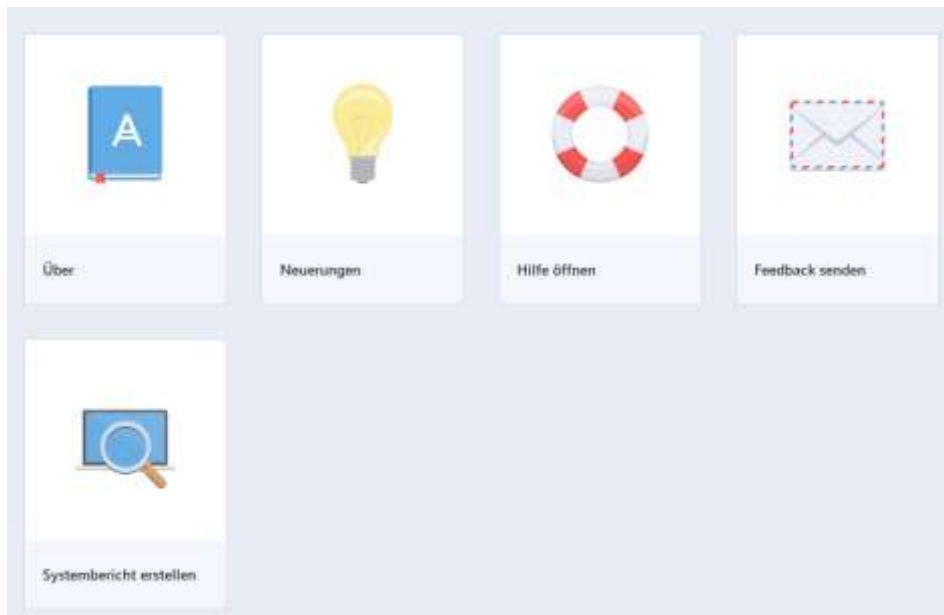 A
Über
Neuerungen
Hilfe öffnen
Feedback senden
Systembericht erstellen